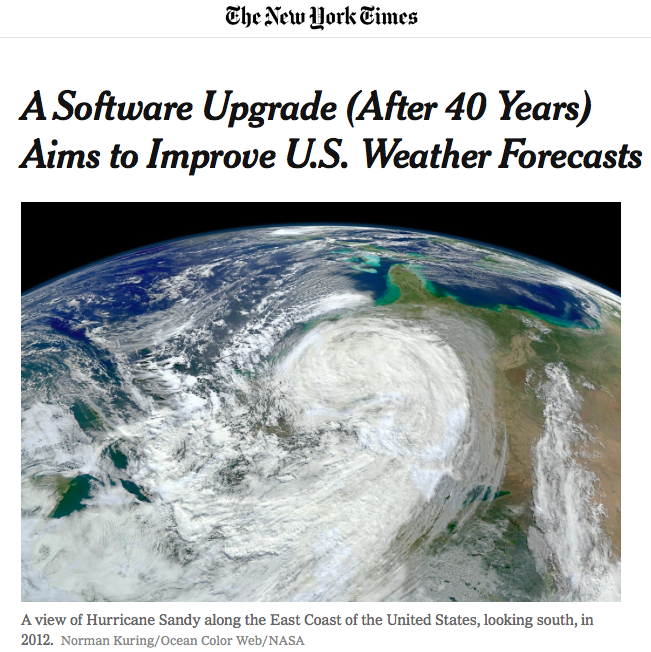 The New York Times
A Software Upgrade (After 40 Years)
Aims to Improve U.S. Weather Forecasts
A view of Hurricane Sandy along the East Coast of the United States, looking south, in
2012. Norman Kuring/Ocean Color Web/NASA